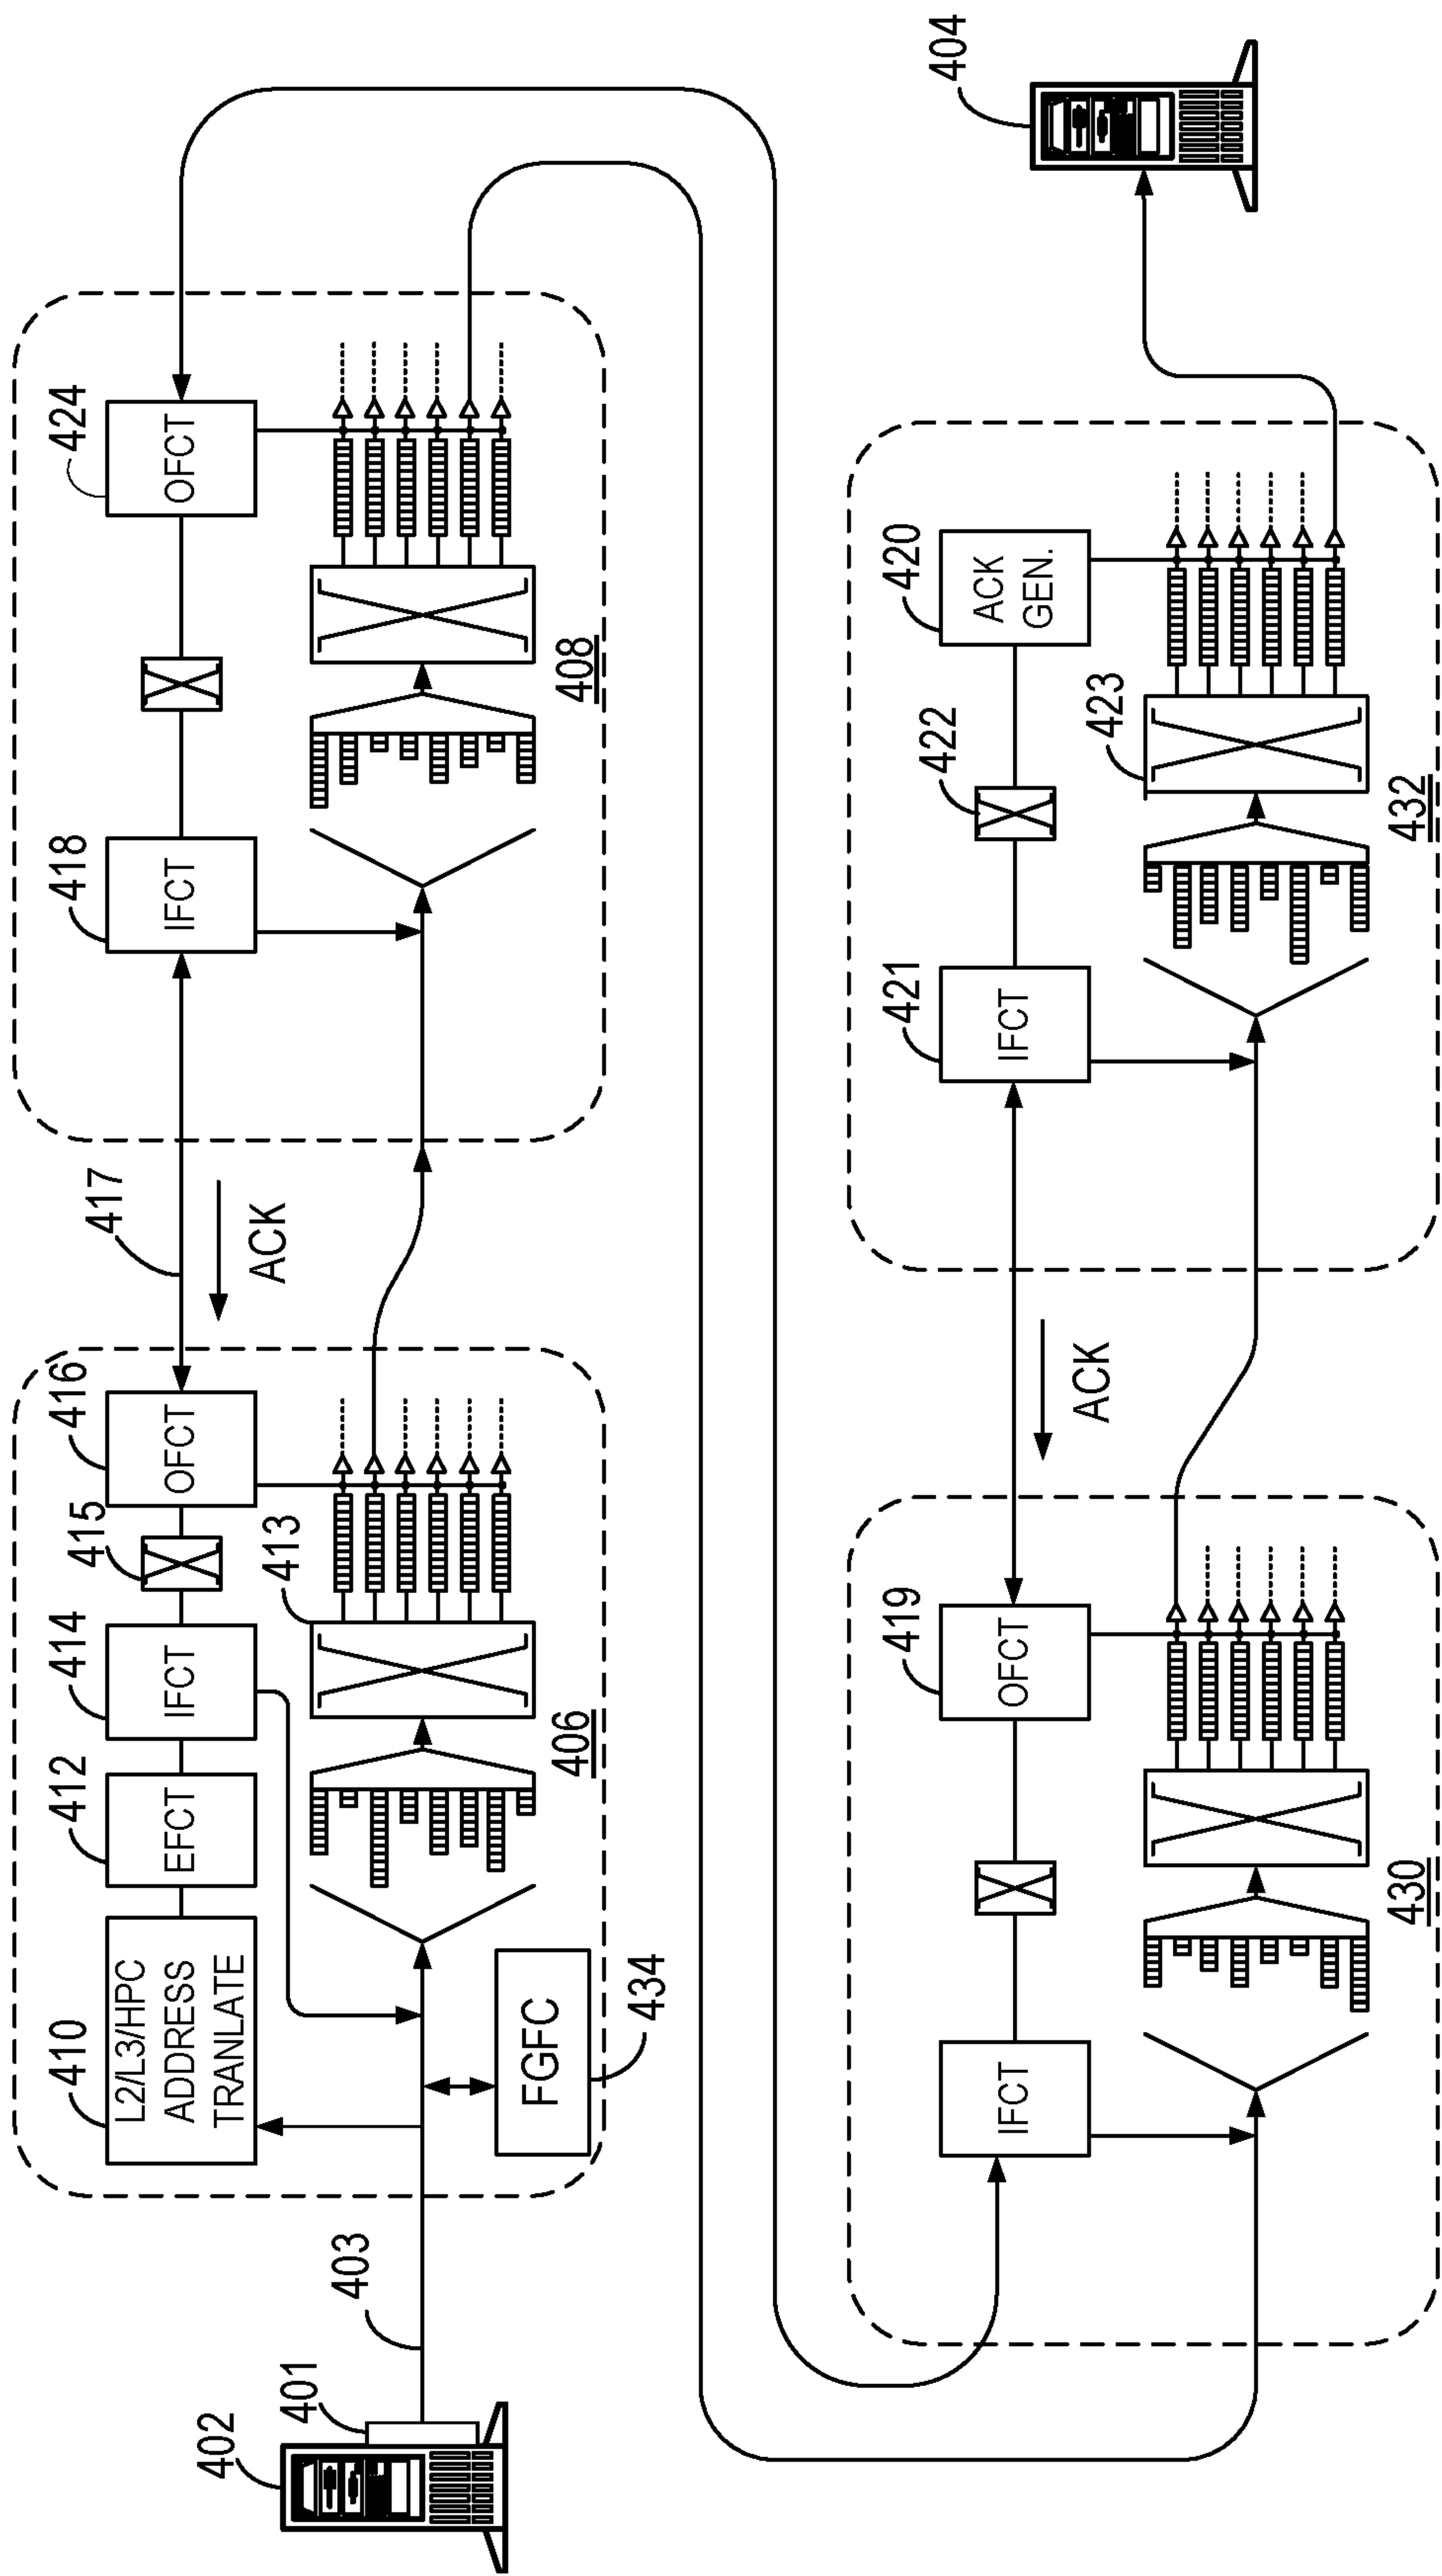 402
401
403
410
L2/L3/HPC
ADDRESS
TRANLATE
412
EFCT
414
IFCT
415
416
OFCT
413
406
FGFC
434
417
ACK
418
IFCT
424
OFCT
408
404
IFCT
419
OFCT
430
ACK
421
IFCT
422
420
ACK
GEN.
423
432